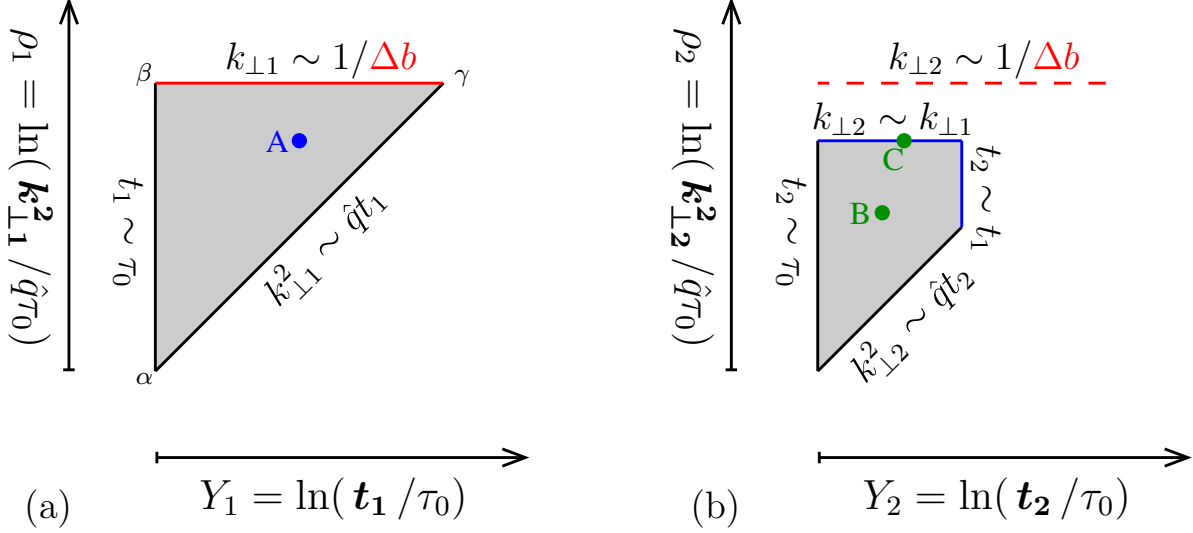 ρ₁ = ln(k²⊥₁/q̂τ₀)
k⊥₁ ∼ 1/Δb
β
γ
A
t₁ ∼ τ₀
k²⊥₁ ∼ q̂t₁
α
Y₁ = ln(t₁/τ₀)
(a)
ρ₂ = ln(k²⊥₂/q̂τ₀)
k⊥₂ ∼ 1/Δb
k⊥₂ ∼ k⊥₁
C
B
t₂ ∼ τ₀
t₂ ∼ t₁
k²⊥₂ ∼ q̂t₂
Y₂ = ln(t₂/τ₀)
(b)